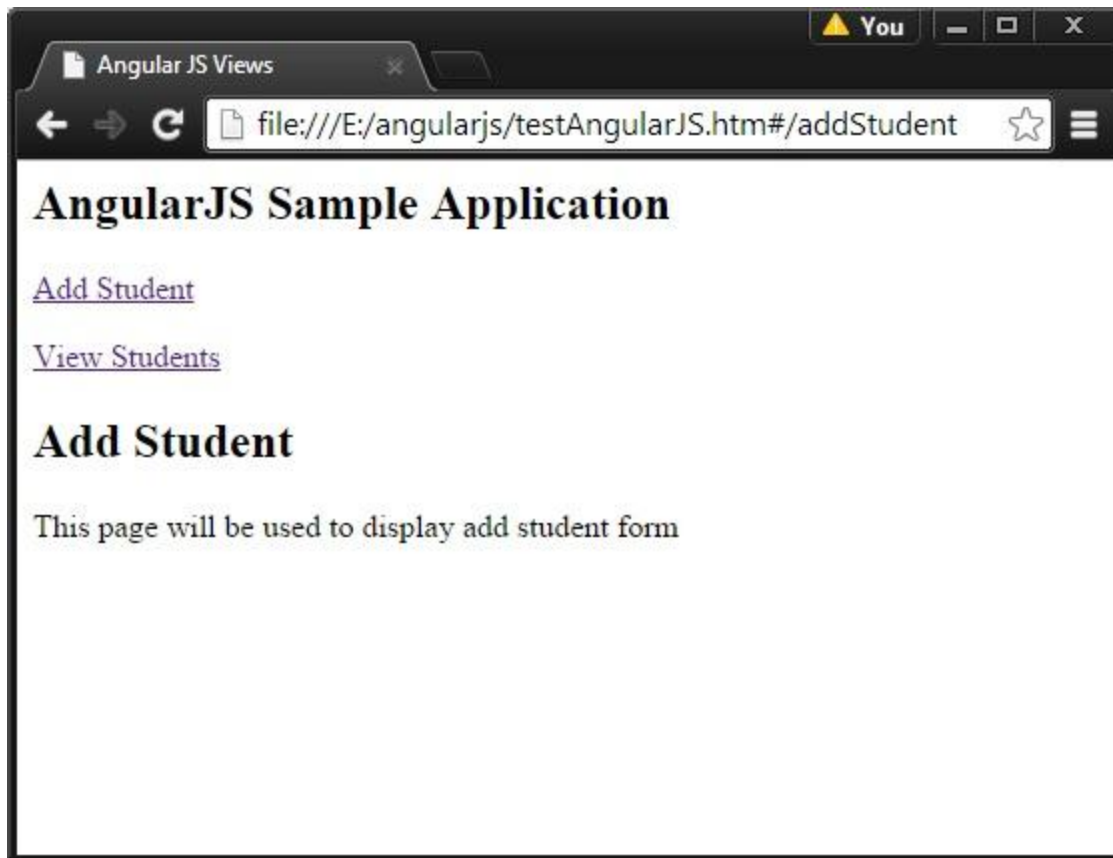 You
Angular JS Views
file:///E:/angularjs/testAngularJS.htm#/addStudent
AngularJS Sample Application
Add Student
View Students
Add Student
This page will be used to display add student form